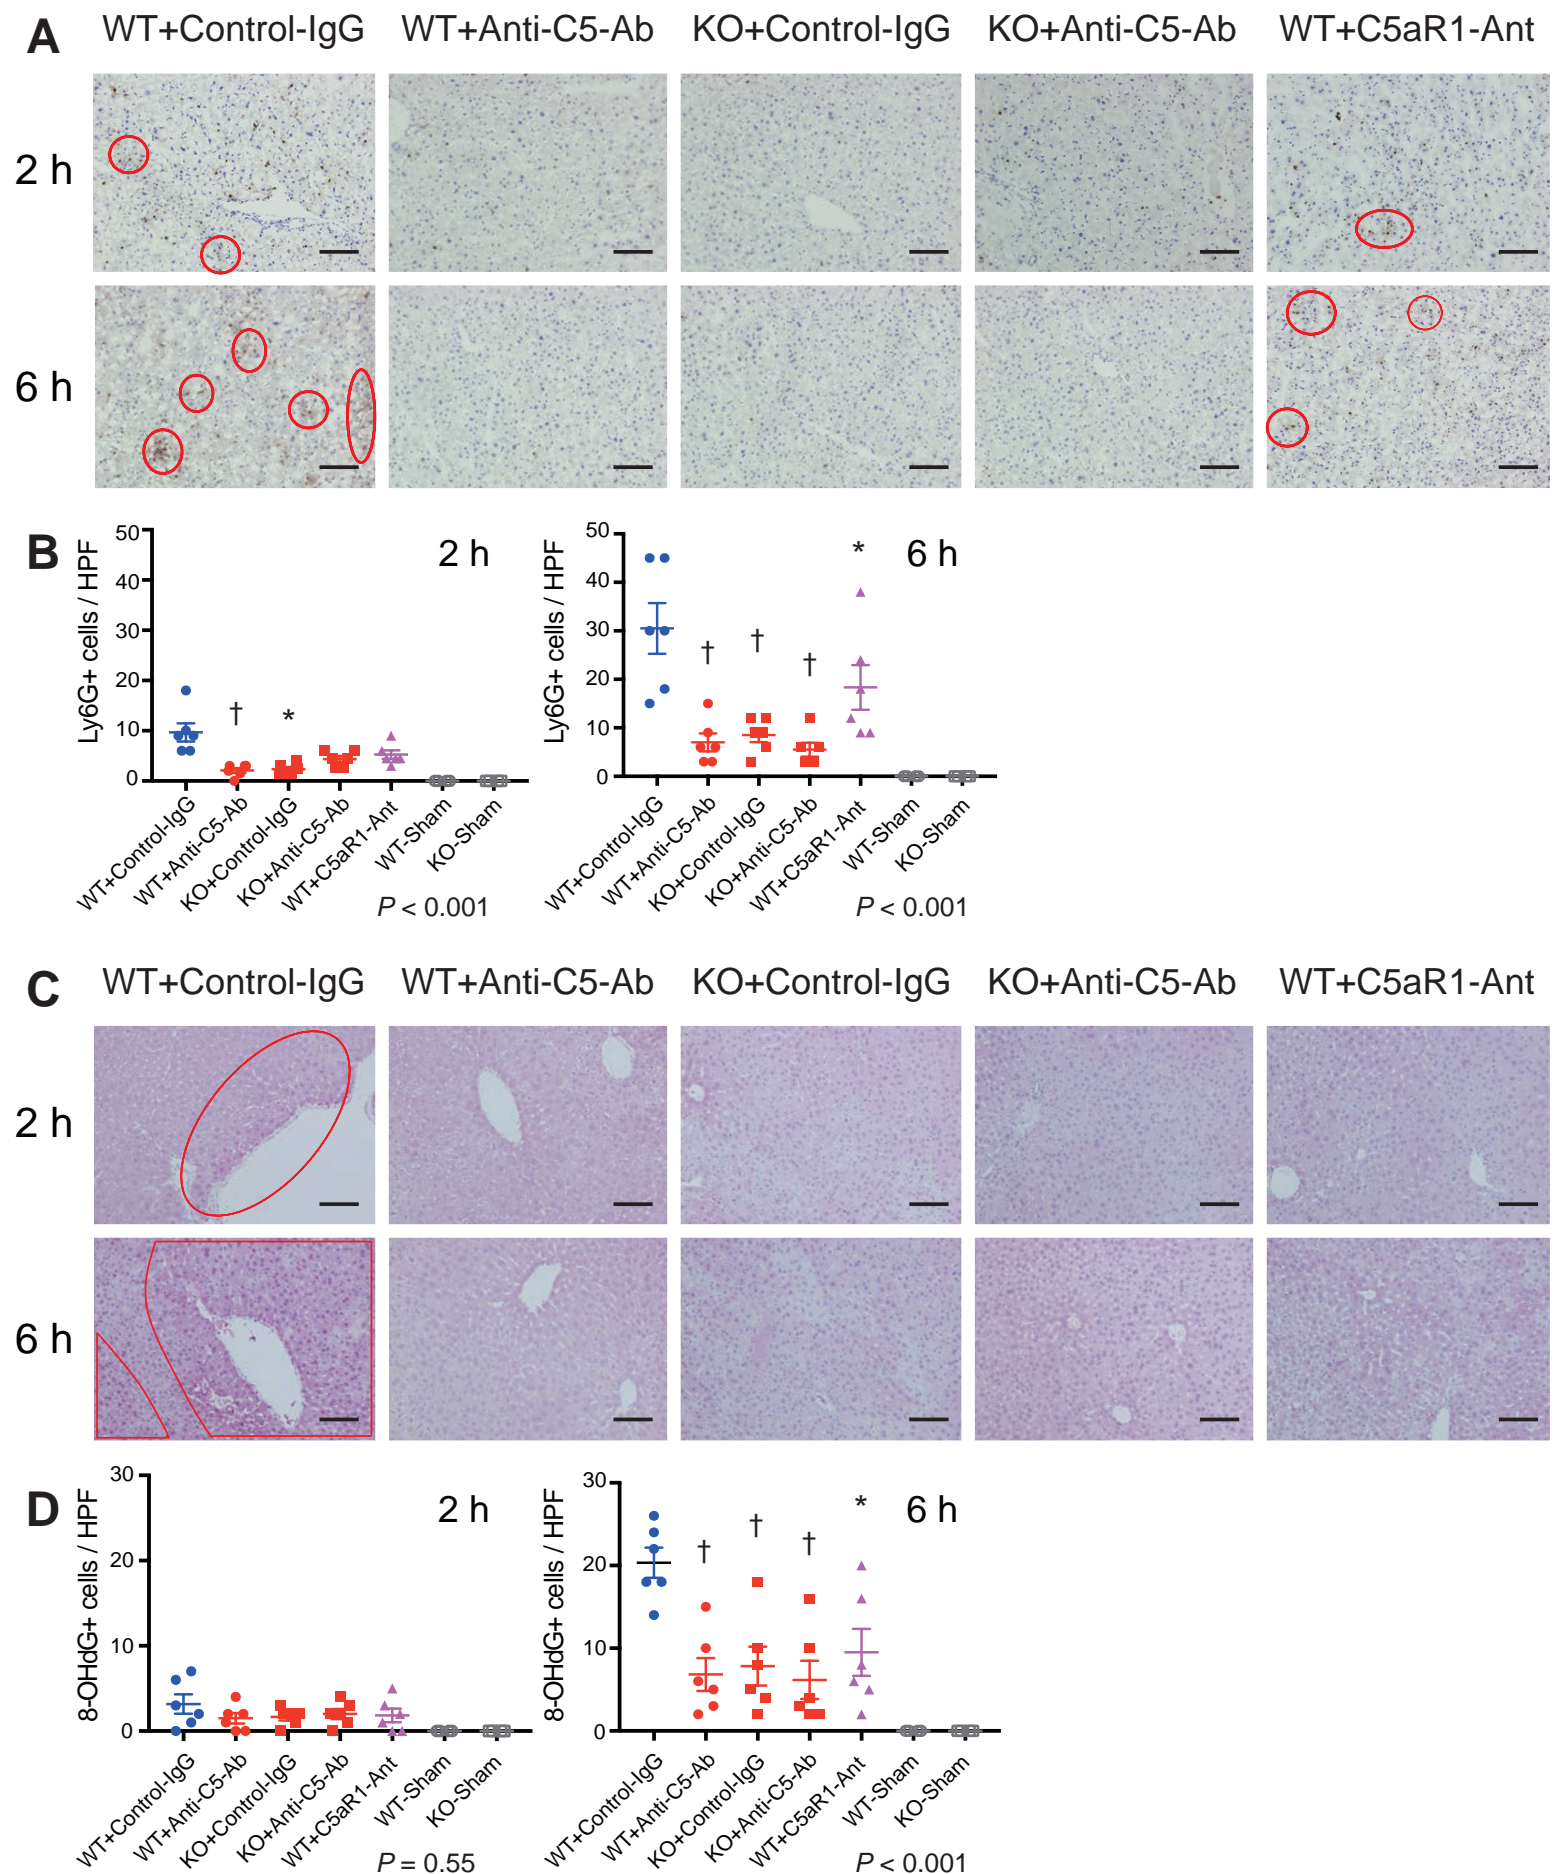 A WT+Control-IgG WT+Anti-C5-Ab KO+Control-IgG KO+Anti-C5-Ab WT+C5aR1-Ant
2 h
6 h
B
Ly6G+ cells / HPF
50
40
30
20
10
0
2 h
† *
WT+Control-IgG
WT+Anti-C5-Ab
KO+Control-IgG
KO+Anti-C5-Ab
WT+C5aR1-Ant
WT-Sham
KO-Sham
P < 0.001
Ly6G+ cells / HPF
50
40
30
20
10
0
6 h
† † † *
WT+Control-IgG
WT+Anti-C5-Ab
KO+Control-IgG
KO+Anti-C5-Ab
WT+C5aR1-Ant
WT-Sham
KO-Sham
P < 0.001
C WT+Control-IgG WT+Anti-C5-Ab KO+Control-IgG KO+Anti-C5-Ab WT+C5aR1-Ant
2 h
6 h
D
8-OHdG+ cells / HPF
30
20
10
0
2 h
WT+Control-IgG
WT+Anti-C5-Ab
KO+Control-IgG
KO+Anti-C5-Ab
WT+C5aR1-Ant
WT-Sham
KO-Sham
P = 0.55
8-OHdG+ cells / HPF
30
20
10
0
6 h
† † † *
WT+Control-IgG
WT+Anti-C5-Ab
KO+Control-IgG
KO+Anti-C5-Ab
WT+C5aR1-Ant
WT-Sham
KO-Sham
P < 0.001